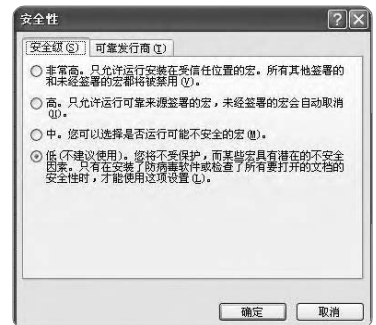 安全性
安全级(S) 可靠发行商(T)
非常高。只允许运行安装在受信任位置的宏。所有其他签署的
和未经签署的宏都将被禁用(V)。
高。只允许运行可靠来源签署的宏，未经签署的宏会自动取消
(H)。
中。您可以选择是否运行可能不安全的宏(M)。
低(不建议使用)。您将不受保护，而某些宏具有潜在的不安全
因素。只有在安装了防病毒软件或检查了所有要打开的文档的
安全性时，才能使用这项设置(L)。
确定 取消